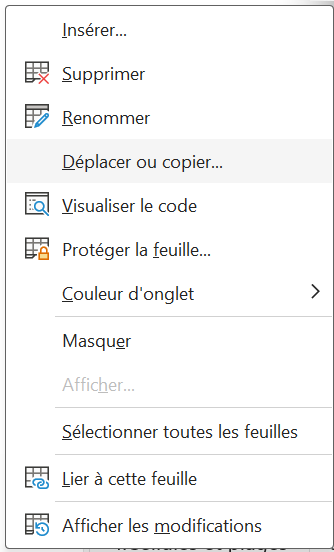 Insérer...
Supprimer
Renommer
Déplacer ou copier...
Visualiser le code
Protéger la feuille...
Couleur d'onglet
Masquer
Afficher...
Sélectionner toutes les feuilles
Lier à cette feuille
Afficher les modifications